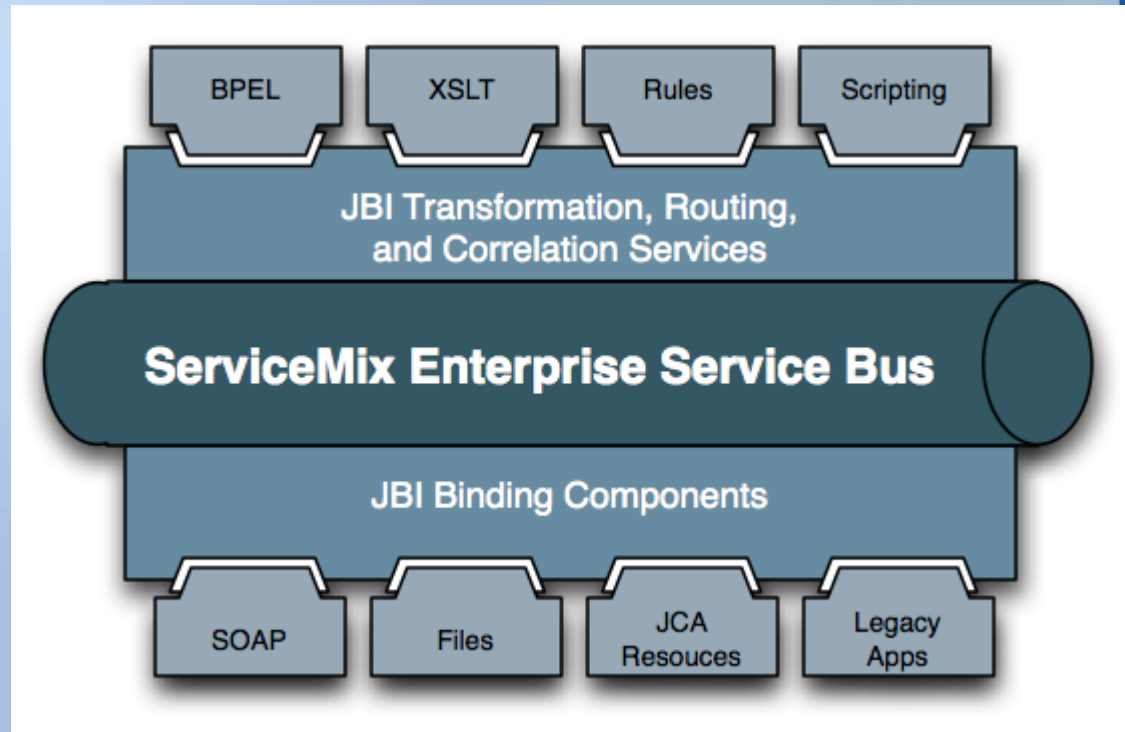 BPEL
XSLT
Rules
Scripting
JBI Transformation, Routing,
and Correlation Services
ServiceMix Enterprise Service Bus
JBI Binding Components
SOAP
Files
JCA
Resouces
Legacy
Apps